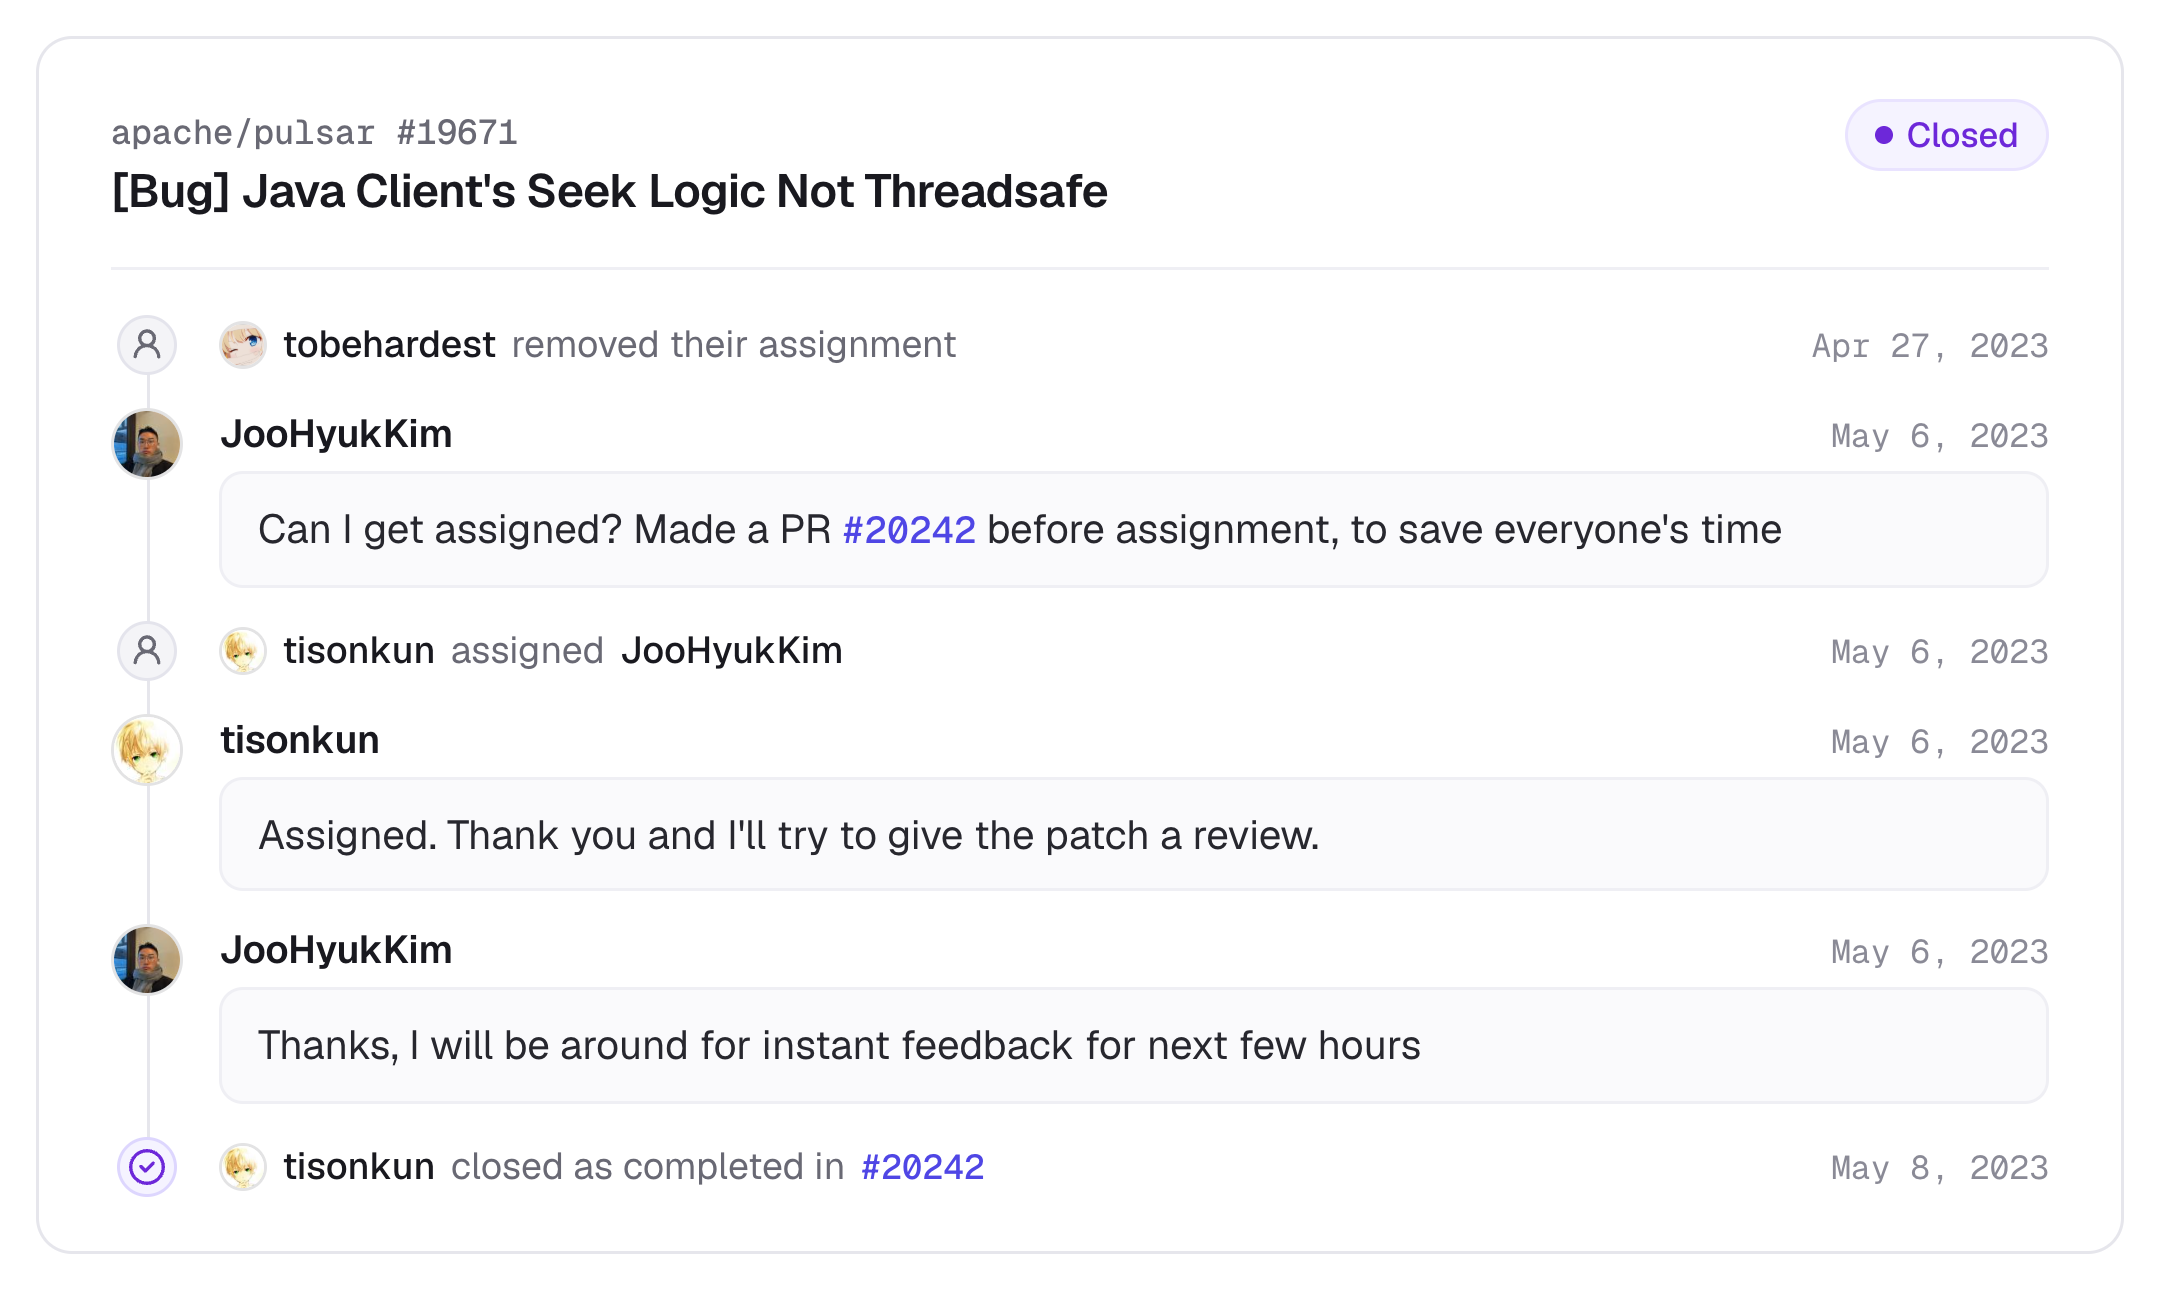 apache/pulsar #19671
Closed
[Bug] Java Client's Seek Logic Not Threadsafe
tobehardest removed their assignment Apr 27, 2023
JooHyukKim May 6, 2023
Can I get assigned? Made a PR #20242 before assignment, to save everyone's time
tisonkun assigned JooHyukKim May 6, 2023
tisonkun May 6, 2023
Assigned. Thank you and I'll try to give the patch a review.
JooHyukKim May 6, 2023
Thanks, I will be around for instant feedback for next few hours
tisonkun closed as completed in #20242 May 8, 2023